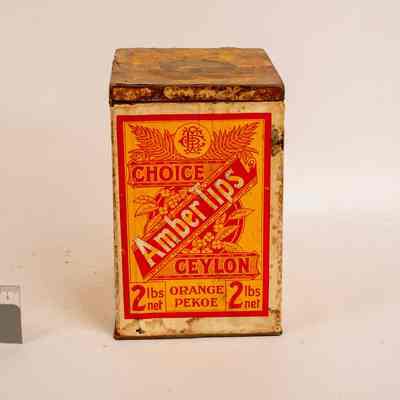 CHOICE
Amber Tips
CEYLON
2 lbs net
ORANGE PEKOE
2 lbs net